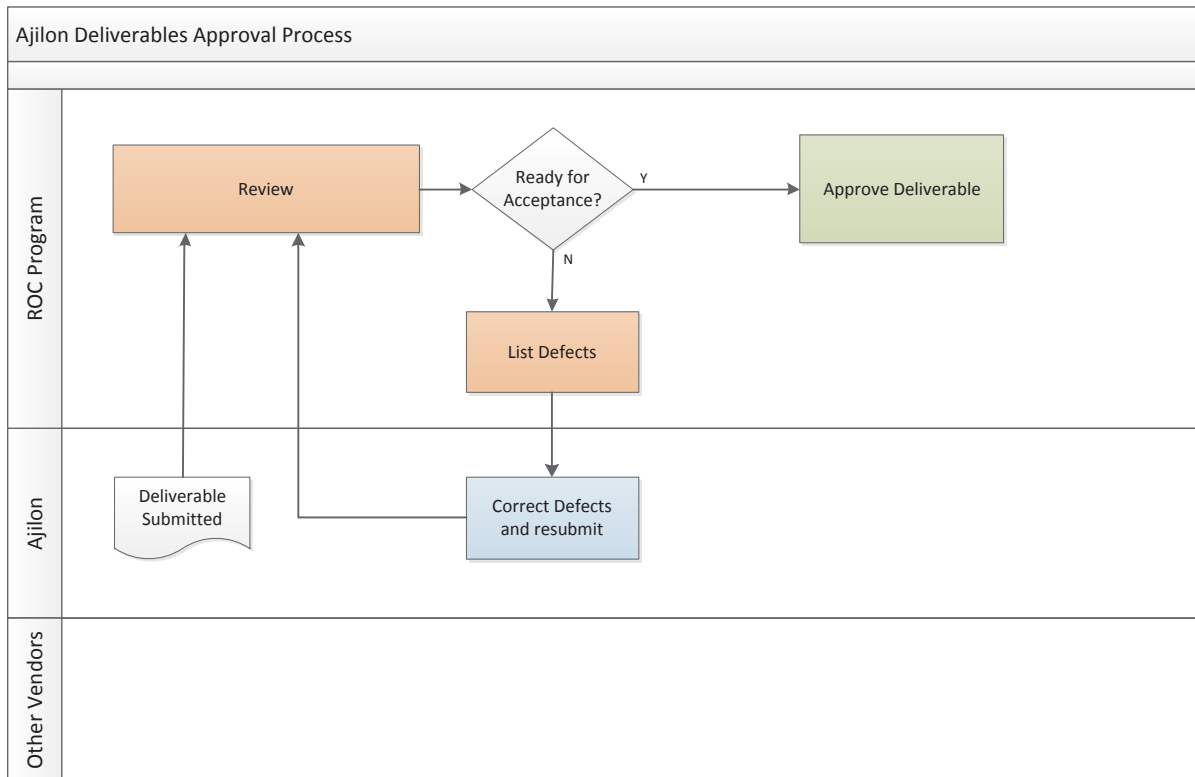 Ajilon Deliverables Approval Process
ROC Program
Review
Ready for
Acceptance?
Y
Approve Deliverable
N
List Defects
Ajilon
Deliverable
Submitted
Correct Defects
and resubmit
Other Vendors